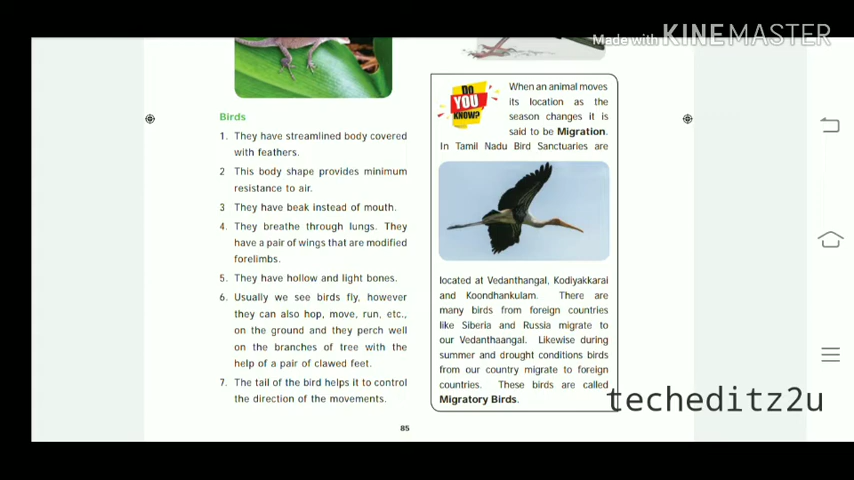 Made with KINEMASTER
Birds
1. They have streamlined body covered
with feathers.
2 This body shape provides minimum
resistance to air.
3 They have beak instead of mouth.
4. They breathe through lungs. They
have a pair of wings that are modified
forelimbs.
5. They have hollow and light bones.
6. Usually we see birds fly, however
they can also hop, move, run, etc.,
on the ground and they perch well
on the branches of tree with the
help of a pair of clawed feet.
7. The tail of the bird helps it to control
the direction of the movements.
DO
YOU
KNOW?
When an animal moves
its location as the
season changes it is
said to be Migration.
In Tamil Nadu Bird Sanctuaries are
located at Vedanthangal, Kodiyakkarai
and Koondhankulam. There are
many birds from foreign countries
like Siberia and Russia migrate to
our Vedanthaangal. Likewise during
summer and drought conditions birds
from our country migrate to foreign
countries. These birds are called
Migratory Birds.
techeditz2u
85